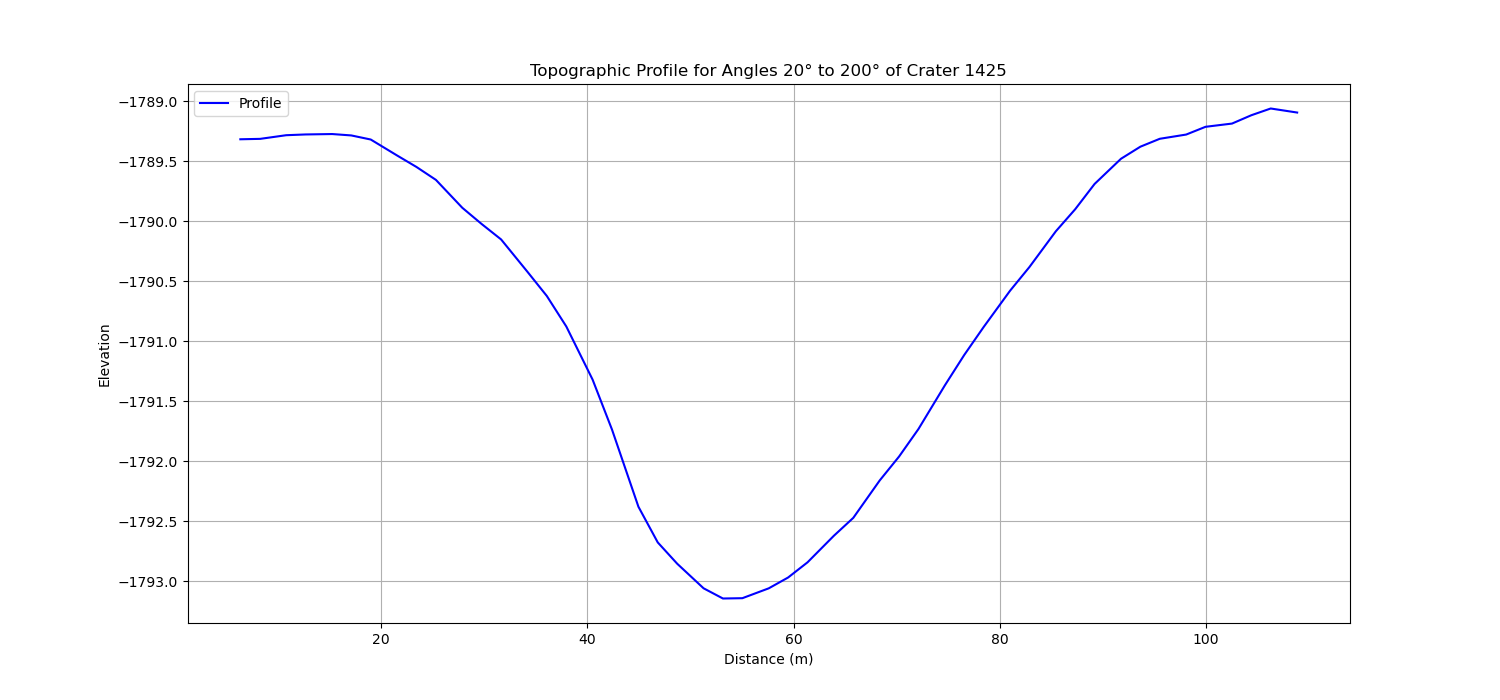 Topographic Profile for Angles 20° to 200° of Crater 1425
Profile
−1789.0
−1789.5
−1790.0
−1790.5
−1791.0
−1791.5
−1792.0
−1792.5
−1793.0
Elevation
20 40 60 80 100
Distance (m)